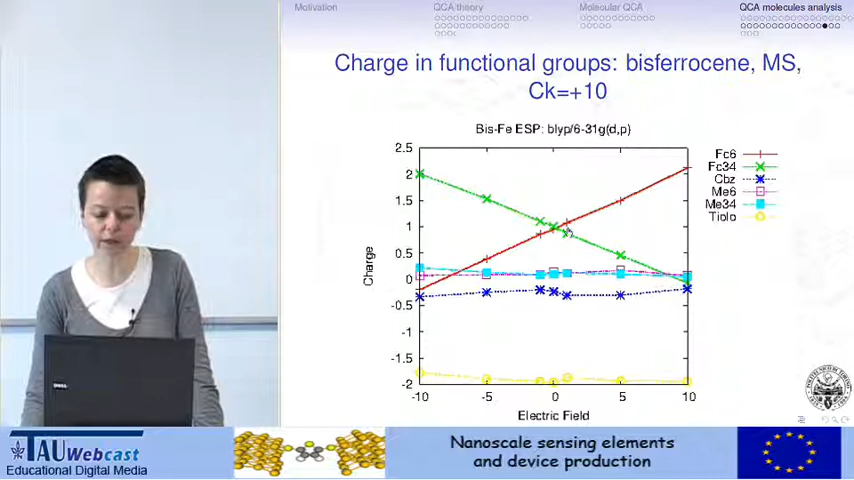 Motivation
QCA theory
Molecular QCA
QCA molecules analysis
Charge in functional groups: bisferrocene, MS,
Ck=+10
Bis-Fe ESP: blyp/6-31g(d,p)
Fc6
Fc34
Cbz
Me6
Me34
Tiolo
2.5
2
1.5
1
0.5
0
-0.5
-1
-1.5
-2
Charge
-10
-5
0
5
10
Electric Field
DELL
TAU Webcast
Educational Digital Media
Nanoscale sensing elements
and device production